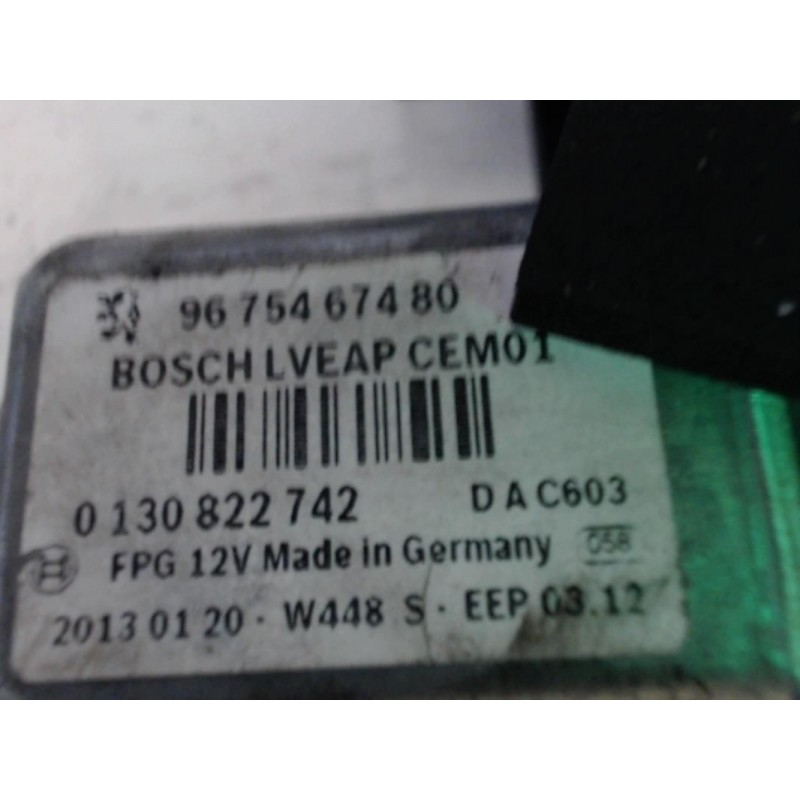 96 754 674 80
BOSCH LVEAP CEM01
0 130 822 742 D A C603
FPG 12V Made in Germany 058
2013 01 20 · W448 S · EEP 03.12